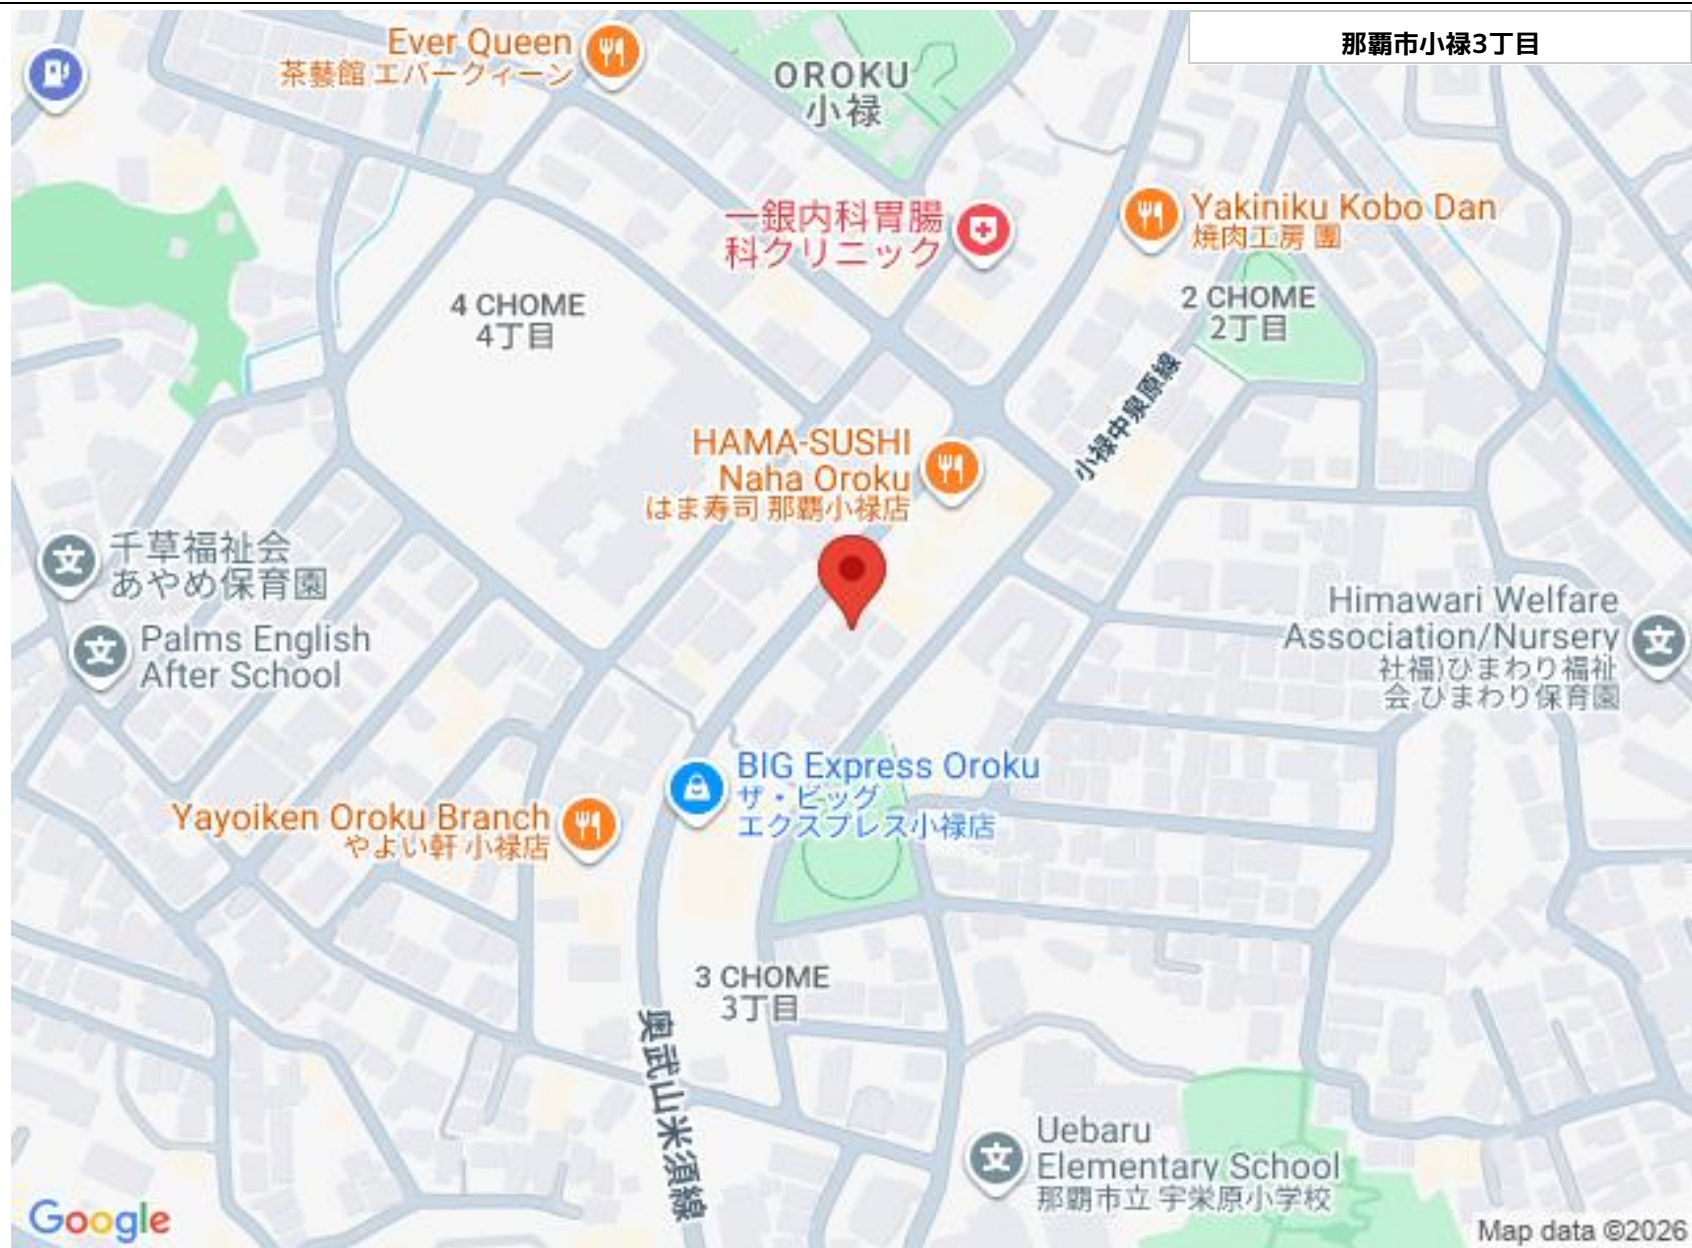 那覇市小禄3丁目
Ever Queen
茶藝館 エバークィーン
OROKU
小禄
一銀内科胃腸
科クリニック
Yakiniku Kobo Dan
焼肉工房 團
4 CHOME
4丁目
2 CHOME
2丁目
小禄中泉原線
HAMA-SUSHI
Naha Oroku
はま寿司 那覇小禄店
千草福祉会
あやめ保育園
Palms English
After School
Himawari Welfare
Association/Nursery
社福)ひまわり福祉
会 ひまわり保育園
BIG Express Oroku
ザ・ビッグ
エクスプレス小禄店
Yayoiken Oroku Branch
やよい軒 小禄店
3 CHOME
3丁目
奥武山米須線
Uebaru
Elementary School
那覇市立 宇栄原小学校
Google
Map data ©2026